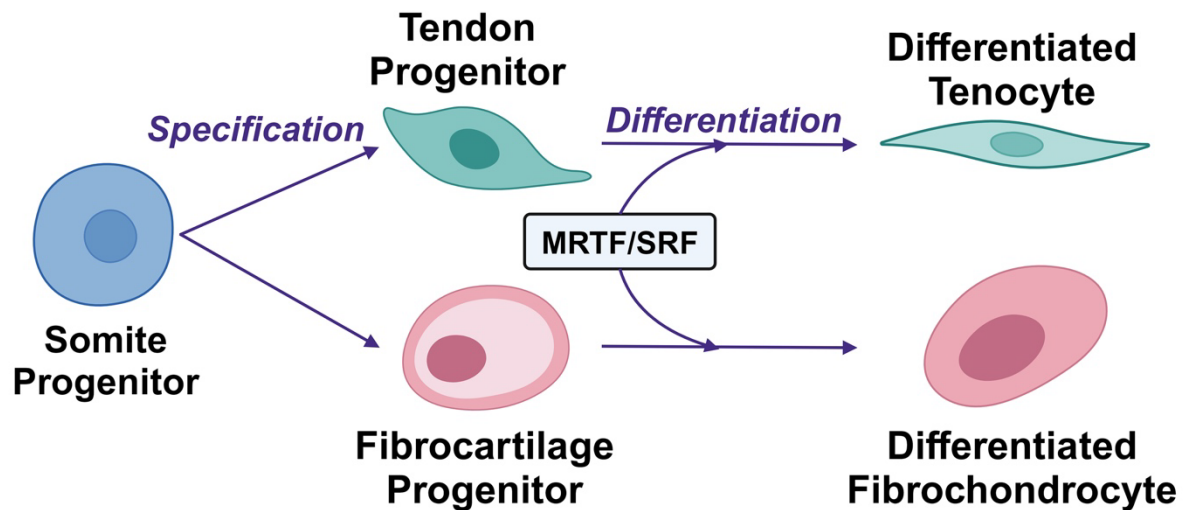 Tendon
Progenitor
Differentiated
Tenocyte
Specification
Differentiation
MRTF/SRF
Somite
Progenitor
Fibrocartilage
Progenitor
Differentiated
Fibrochondrocyte